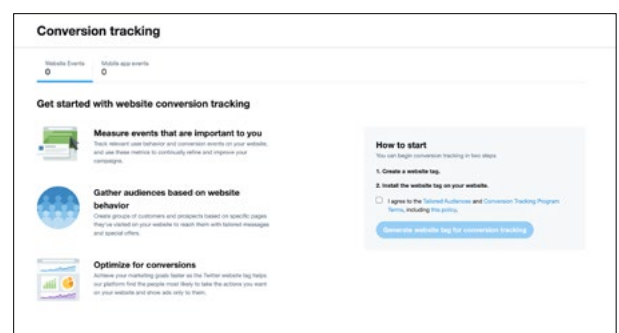 Conversion tracking
Website Events
0
Mobile app events
0
Get started with website conversion tracking
Measure events that are important to you
Track relevant user behavior and conversion events on your website,
and use these metrics to continually refine and improve your
campaigns.
Gather audiences based on website
behavior
Create groups of customers and prospects based on specific pages
they've visited on your website to reach them with tailored messages
and special offers.
Optimize for conversions
Achieve your marketing goals faster as the Twitter website tag helps
our platform find the people most likely to take the actions you want
on your website and show ads only to them.
How to start
You can begin conversion tracking in two steps:
1. Create a website tag.
2. Install the website tag on your website.
I agree to the Tailored Audiences and Conversion Tracking Program
Terms, including this policy.
Generate website tag for conversion tracking